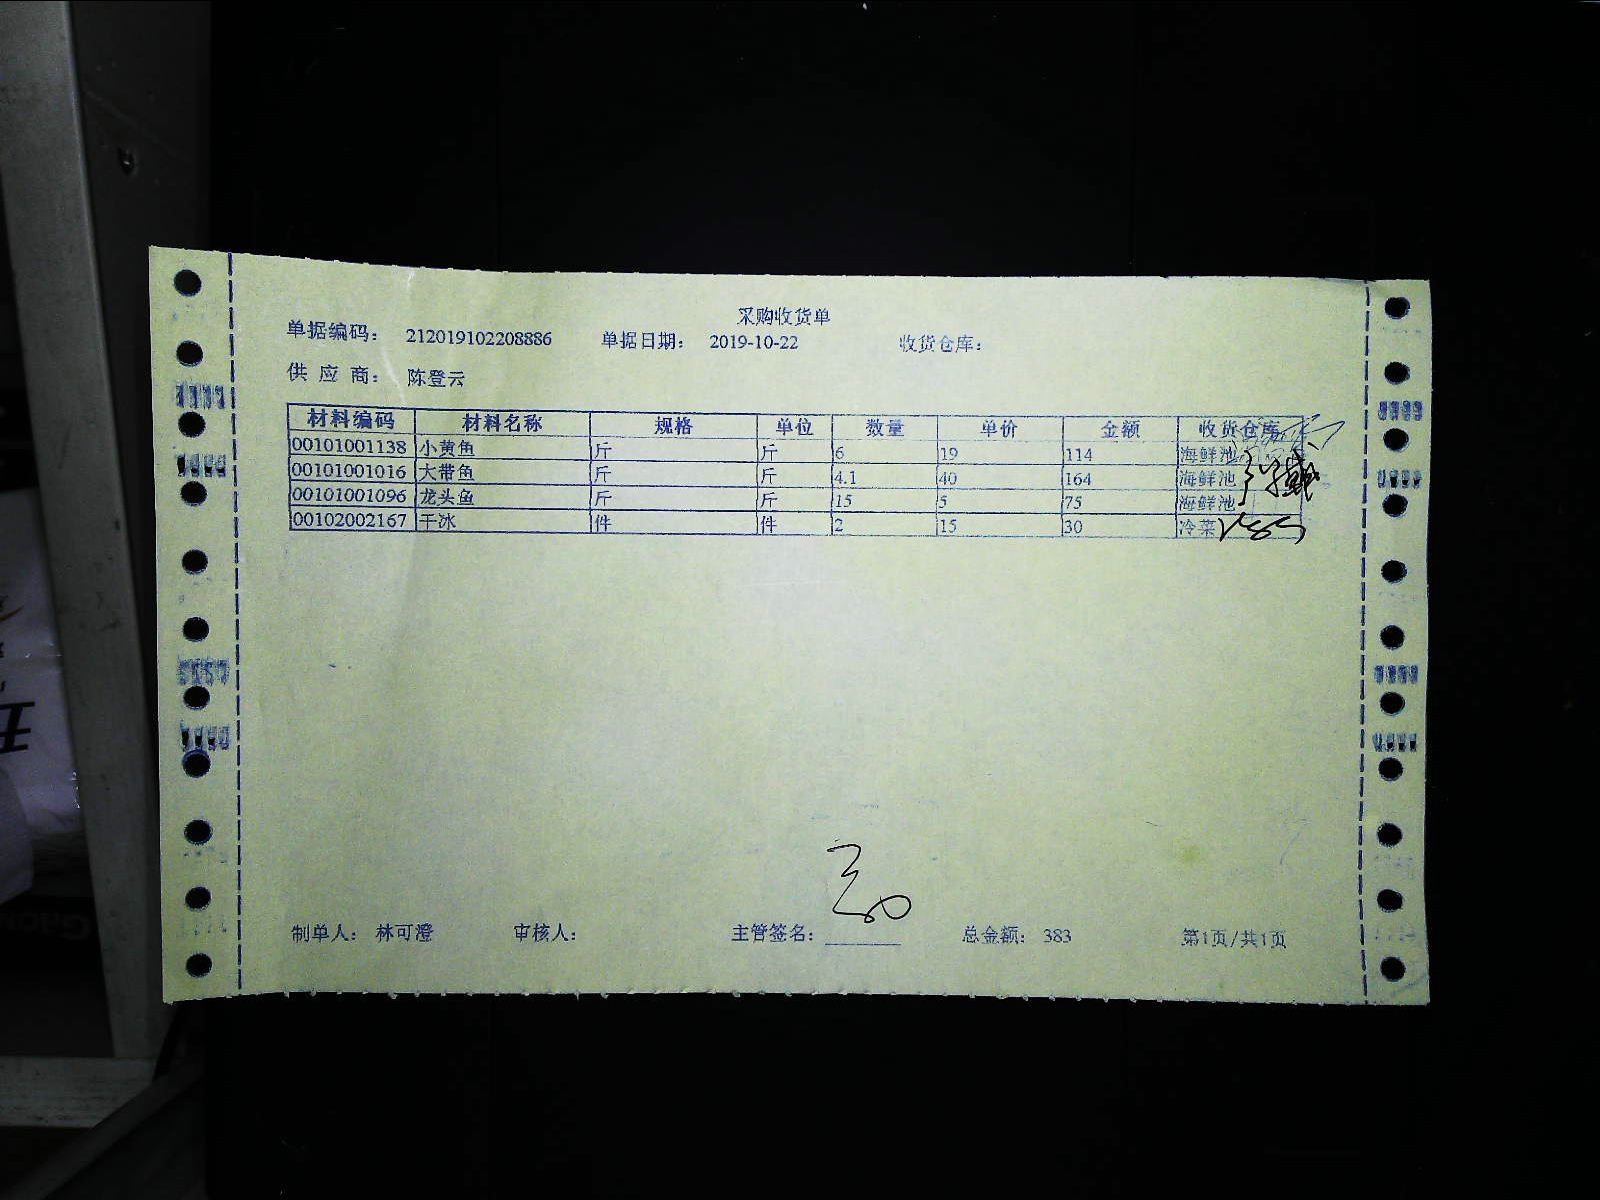 采购收货单
单据编码： 212019102208886 单据日期： 2019-10-22 收货仓库：
供 应 商： 陈登云
材料编码 材料名称 规格 单位 数量 单价 金额 收货仓库
00101001138 小黄鱼 斤 斤 6 19 114 海鲜池
00101001016 大带鱼 斤 斤 4.1 40 164 海鲜池
00101001096 龙头鱼 斤 斤 15 5 75 海鲜池
00102002167 干冰 件 件 2 15 30 冷菜
制单人： 林可澄 审核人： 主管签名： 总金额： 383 第1页/共1页